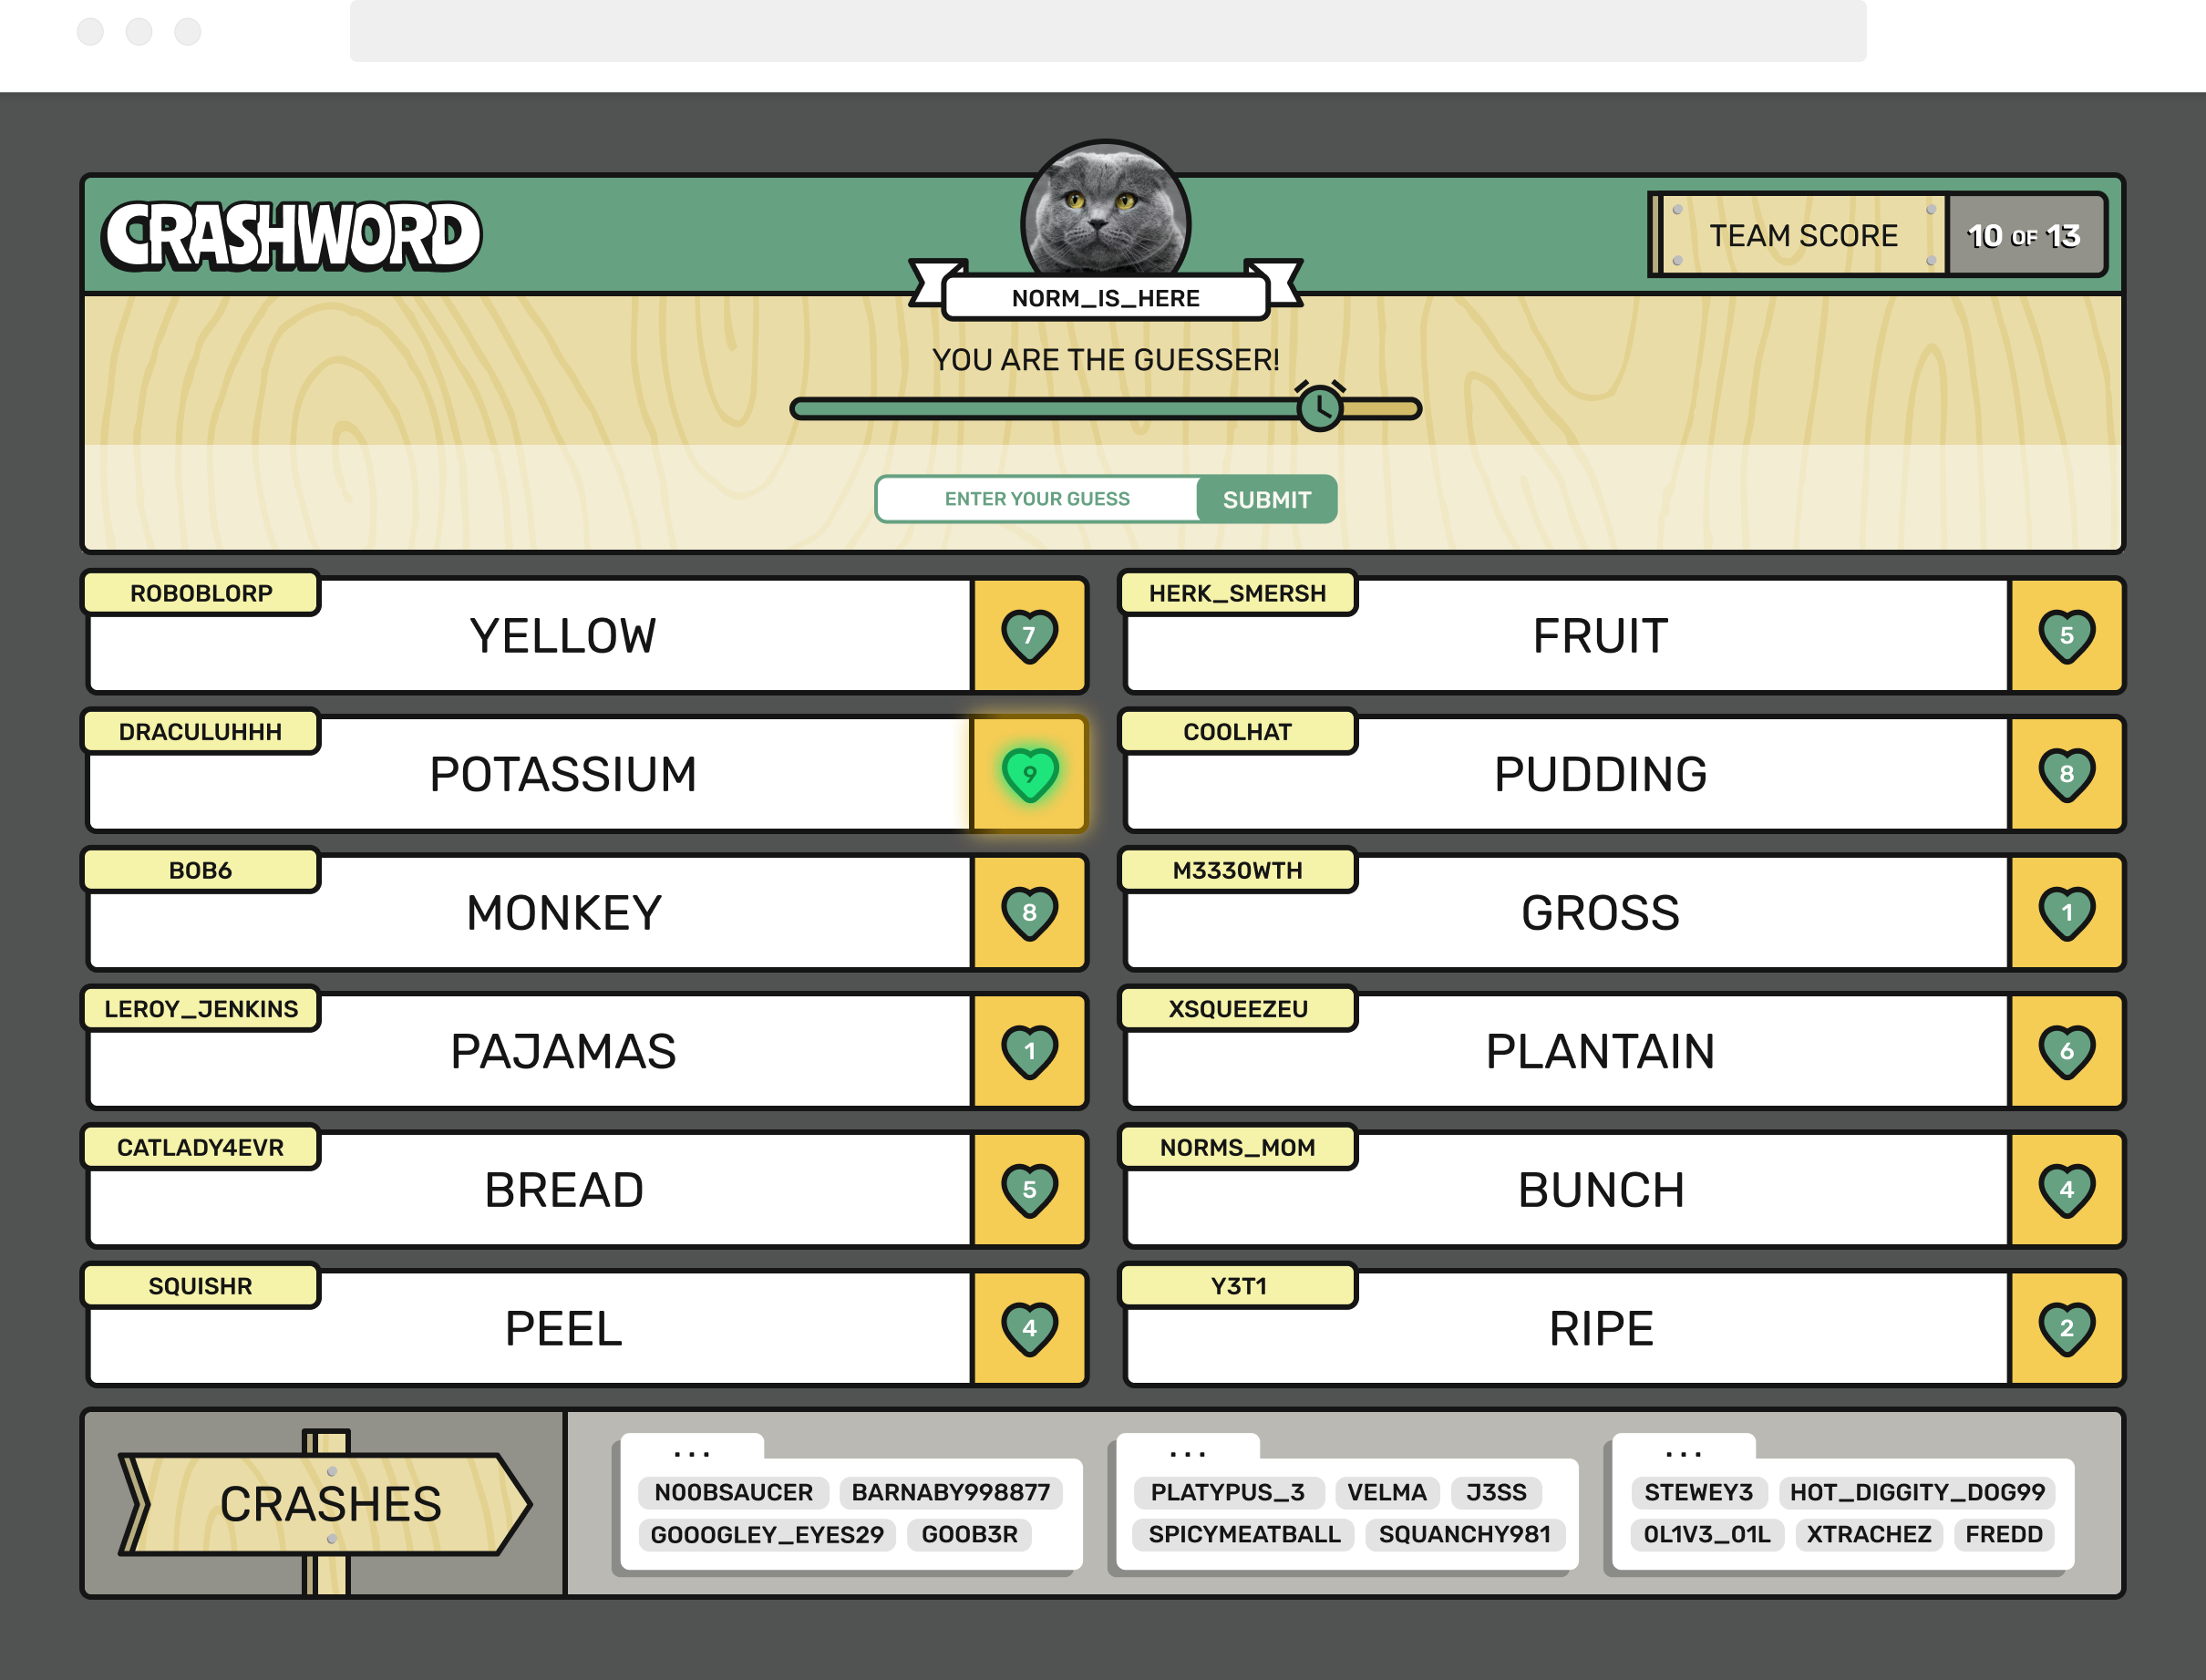 CRASHWORD
TEAM SCORE
10 OF 13
NORM_IS_HERE
YOU ARE THE GUESSER!
ENTER YOUR GUESS
SUBMIT
ROBOBLORP
YELLOW
7
HERK_SMERSH
FRUIT
5
DRACULUHHH
POTASSIUM
9
COOLHAT
PUDDING
8
BOB6
MONKEY
8
M3330WTH
GROSS
1
LEROY_JENKINS
PAJAMAS
1
XSQUEEZEU
PLANTAIN
6
CATLADY4EVR
BREAD
5
NORMS_MOM
BUNCH
4
SQUISHR
PEEL
4
Y3T1
RIPE
2
CRASHES
...
N00BSAUCER BARNABY998877
GOOOGLEY_EYES29 GOOB3R
...
PLATYPUS_3 VELMA J3SS
SPICYMEATBALL SQUANCHY981
...
STEWEY3 HOT_DIGGITY_DOG99
0L1V3_01L XTRACHEZ FREDD